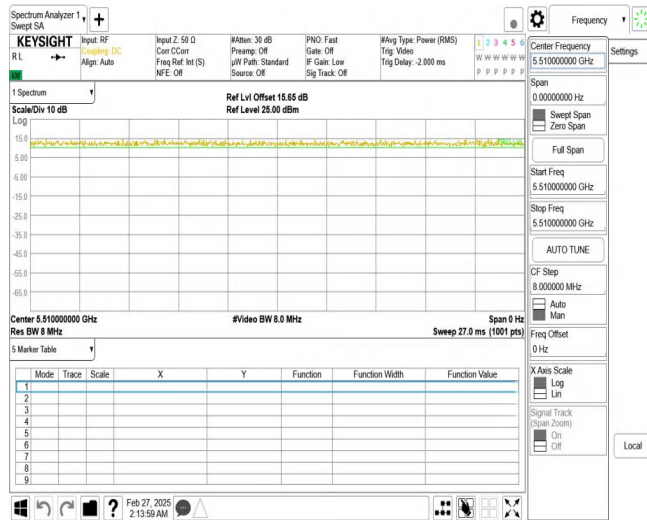 Spectrum Analyzer 1
Swept SA
Frequency
KEYSIGHT
R L
Input: RF
Coupling: DC
Align: Auto
Input Z: 50 Ω
Corr CCorr
Freq Ref: Int (S)
NFE: Off
#Atten: 30 dB
Preamp: Off
µW Path: Standard
Source: Off
PNO: Fast
Gate: Off
IF Gain: Low
Sig Track: Off
#Avg Type: Power (RMS)
Trig: Video
Trig Delay: -2.000 ms
1 2 3 4 5 6
W W W W W W
P P P P P P
1 Spectrum
Scale/Div 10 dB
Log
Ref Lvl Offset 15.65 dB
Ref Level 25.00 dBm
15.0
5.00
-5.00
-15.0
-25.0
-35.0
-45.0
-55.0
-65.0
Center 5.510000000 GHz
Res BW 8 MHz
#Video BW 8.0 MHz
Span 0 Hz
Sweep 27.0 ms (1001 pts)
5 Marker Table
Mode Trace Scale X Y Function Function Width Function Value
1
2
3
4
5
6
7
8
9
Feb 27, 2025
2:13:59 AM
Center Frequency
5.510000000 GHz
Settings
Span
0.00000000 Hz
Swept Span
Zero Span
Full Span
Start Freq
5.510000000 GHz
Stop Freq
5.510000000 GHz
AUTO TUNE
CF Step
8.000000 MHz
Auto
Man
Freq Offset
0 Hz
X Axis Scale
Log
Lin
Signal Track
(Span Zoom)
On
Off
Local